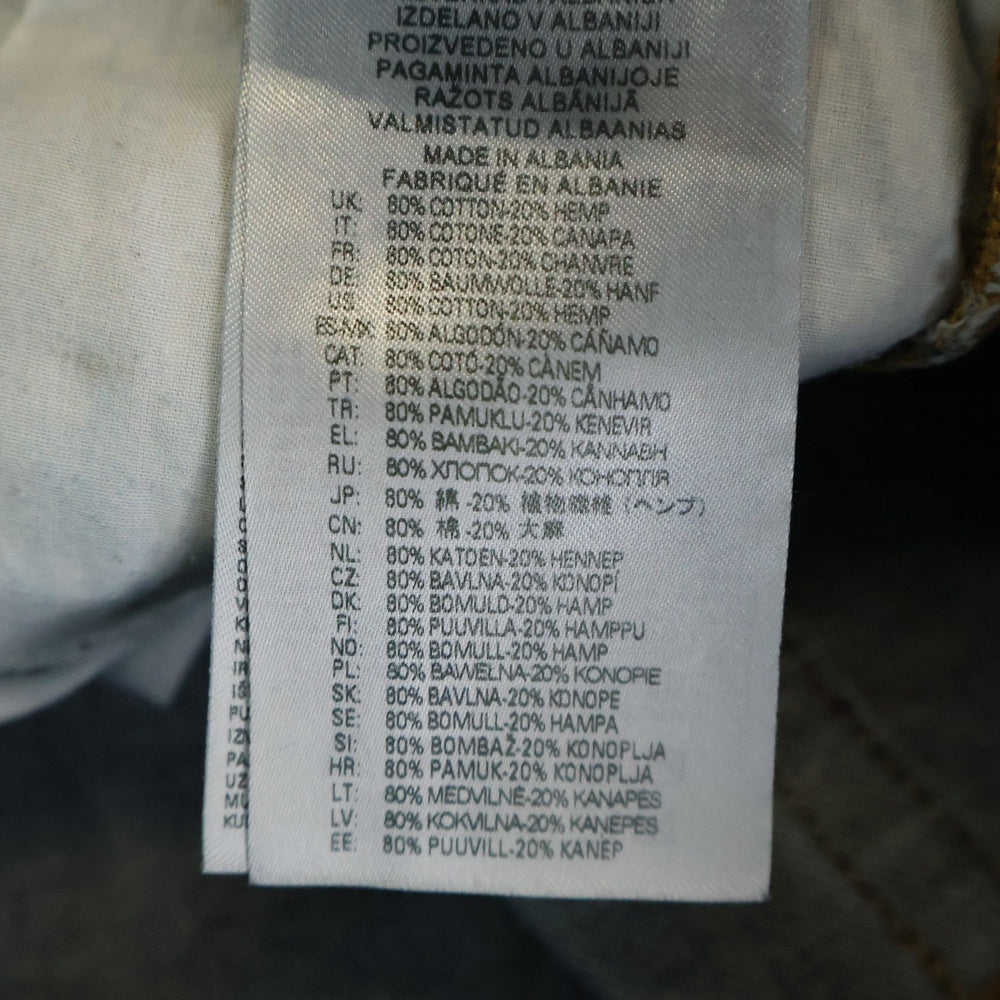 IZDELANO V ALBANIJI
PROIZVEDENO U ALBANIJI
PAGAMINTA ALBANIJOJE
RAŽOTS ALBĀNIJĀ
VALMISTATUD ALBAANIAS
MADE IN ALBANIA
FABRIQUÉ EN ALBANIE
UK: 80% COTTON-20% HEMP
IT: 80% COTONE-20% CANAPA
FR: 80% COTON-20% CHANVRE
DE: 80% BAUMWOLLE-20% HANF
US: 80% COTTON-20% HEMP
ES-MX: 80% ALGODÓN-20% CÁÑAMO
CAT: 80% COTÓ-20% CÀNEM
PT: 80% ALGODÃO-20% CÂNHAMO
TR: 80% PAMUKLU-20% KENEVIR
EL: 80% BAMBAKI-20% KANNABH
RU: 80% ХЛОПОК-20% КОНОПЛЯ
JP: 80% 綿 -20% 植物繊維 (ヘンプ)
CN: 80% 棉 -20% 大麻
NL: 80% KATOEN-20% HENNEP
CZ: 80% BAVLNA-20% KONOPÍ
DK: 80% BOMULD-20% HAMP
FI: 80% PUUVILLA-20% HAMPPU
NO: 80% BOMULL-20% HAMP
PL: 80% BAWEŁNA-20% KONOPIE
SK: 80% BAVLNA-20% KONOPE
SE: 80% BOMULL-20% HAMPA
SI: 80% BOMBAŽ-20% KONOPLJA
HR: 80% PAMUK-20% KONOPLJA
LT: 80% MEDVILNĖ-20% KANAPĖS
LV: 80% KOKVILNA-20% KAŅEPES
EE: 80% PUUVILL-20% KANEP